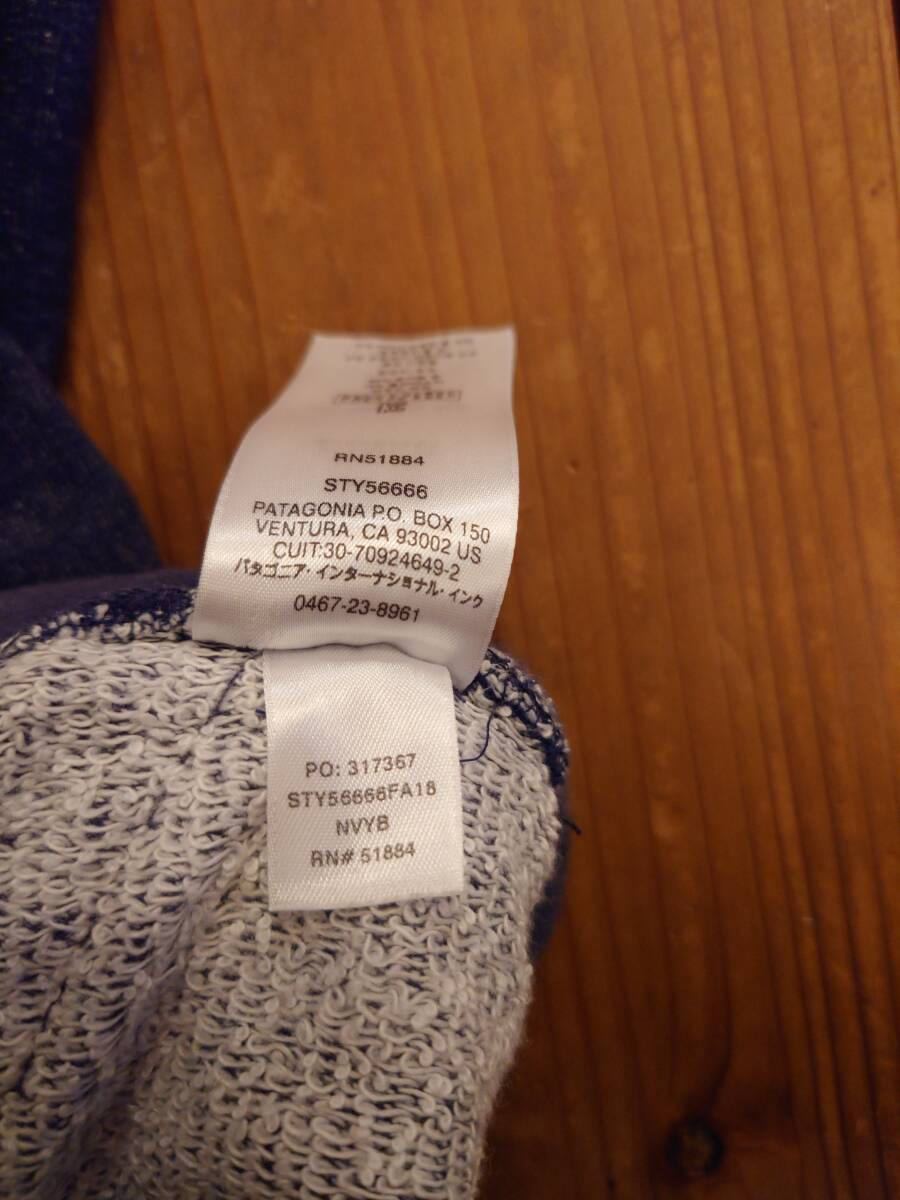 RN51884
STY56666
PATAGONIA P.O. BOX 150
VENTURA, CA 93002 US
CUIT:30-70924649-2
パタゴニア・インターナショナル・インク
0467-23-8961
PO: 317367
STY56666FA18
NVYB
RN# 51884